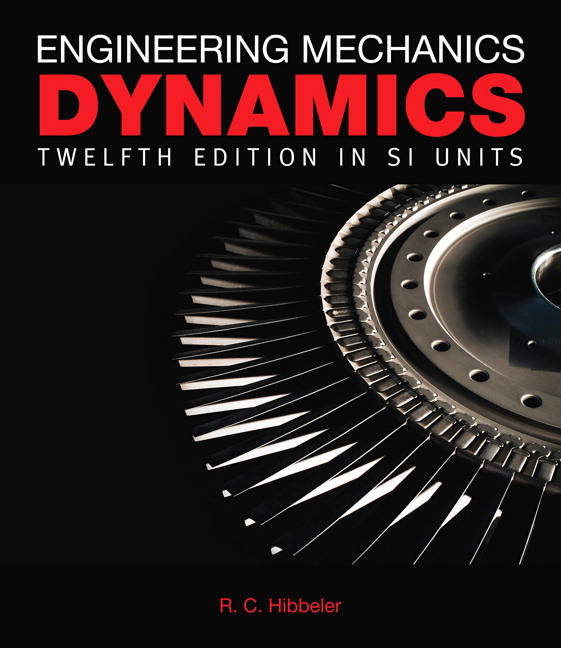 ENGINEERING MECHANICS
DYNAMICS
TWELFTH EDITION IN SI UNITS
R. C. Hibbeler